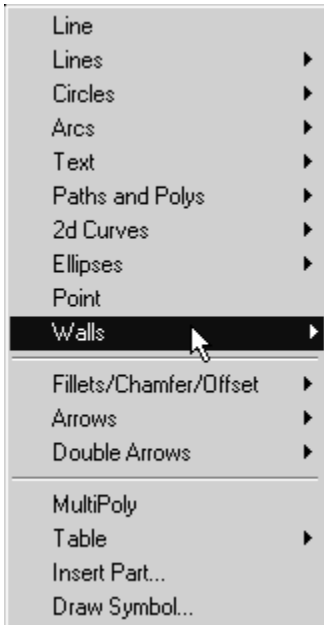 Line
Lines
Circles
Arcs
Text
Paths and Polys
2d Curves
Ellipses
Point
Walls
Fillets/Chamfer/Offset
Arrows
Double Arrows
MultiPoly
Table
Insert Part...
Draw Symbol...